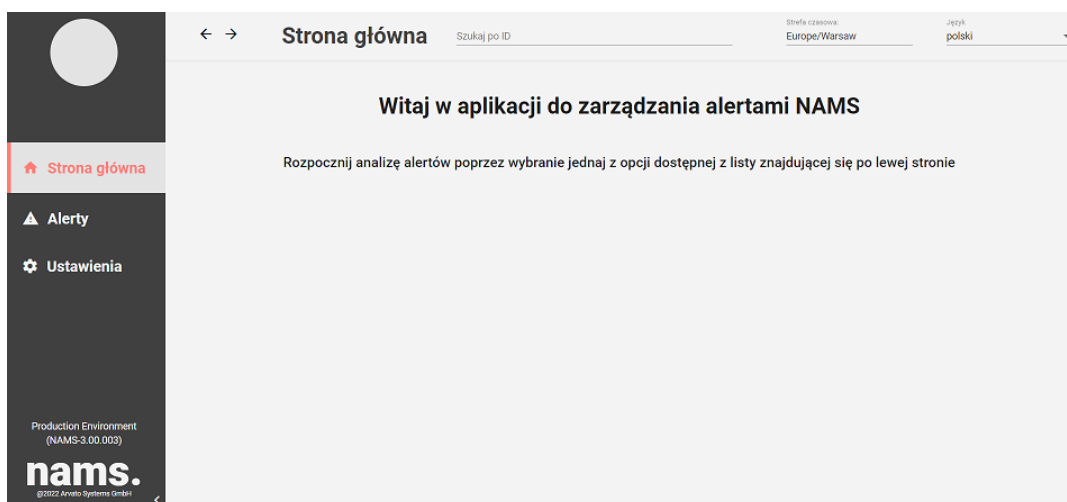 Strona główna
Szukaj po ID
Strefa czasowa:
Europe/Warsaw
Język
polski
Witaj w aplikacji do zarządzania alertami NAMS
Rozpocznij analizę alertów poprzez wybranie jednaj z opcji dostępnej z listy znajdującej się po lewej stronie
Strona główna
Alerty
Ustawienia
Production Environment
(NAMS-3.00.003)
nams.
@2022 Arvato Systems GmbH